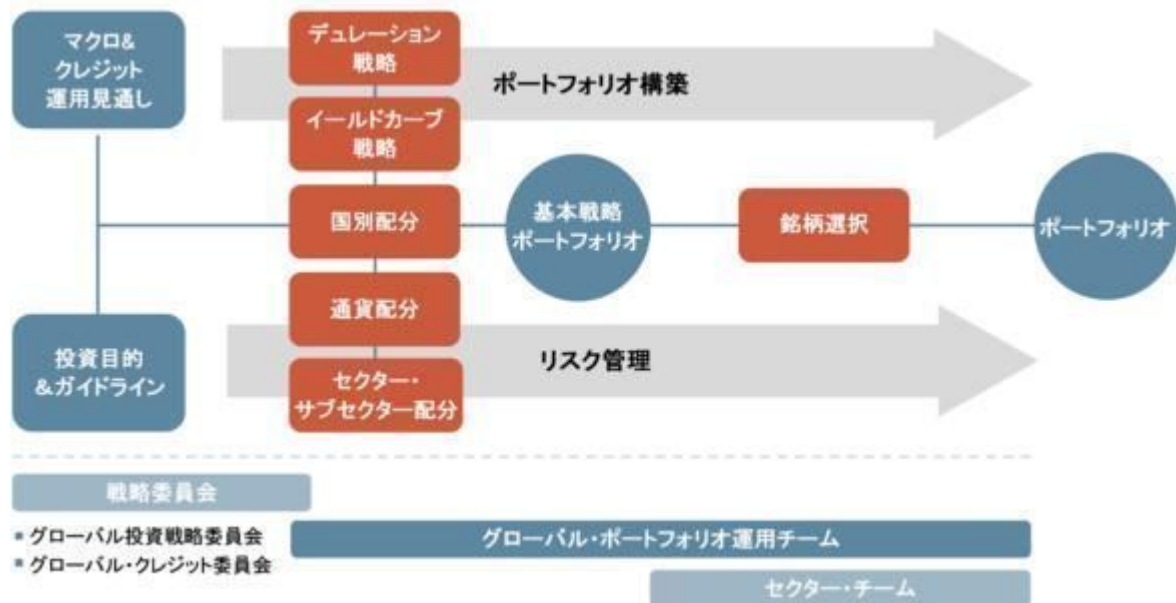 マクロ&
クレジット
運用見通し
デュレーション
戦略
ポートフォリオ構築
イールドカーブ
戦略
国別配分
基本戦略
ポートフォリオ
銘柄選択
ポートフォリオ
通貨配分
投資目的
&ガイドライン
リスク管理
セクター・
サブセクター配分
戦略委員会
▪ グローバル投資戦略委員会
▪ グローバル・クレジット委員会
グローバル・ポートフォリオ運用チーム
セクター・チーム